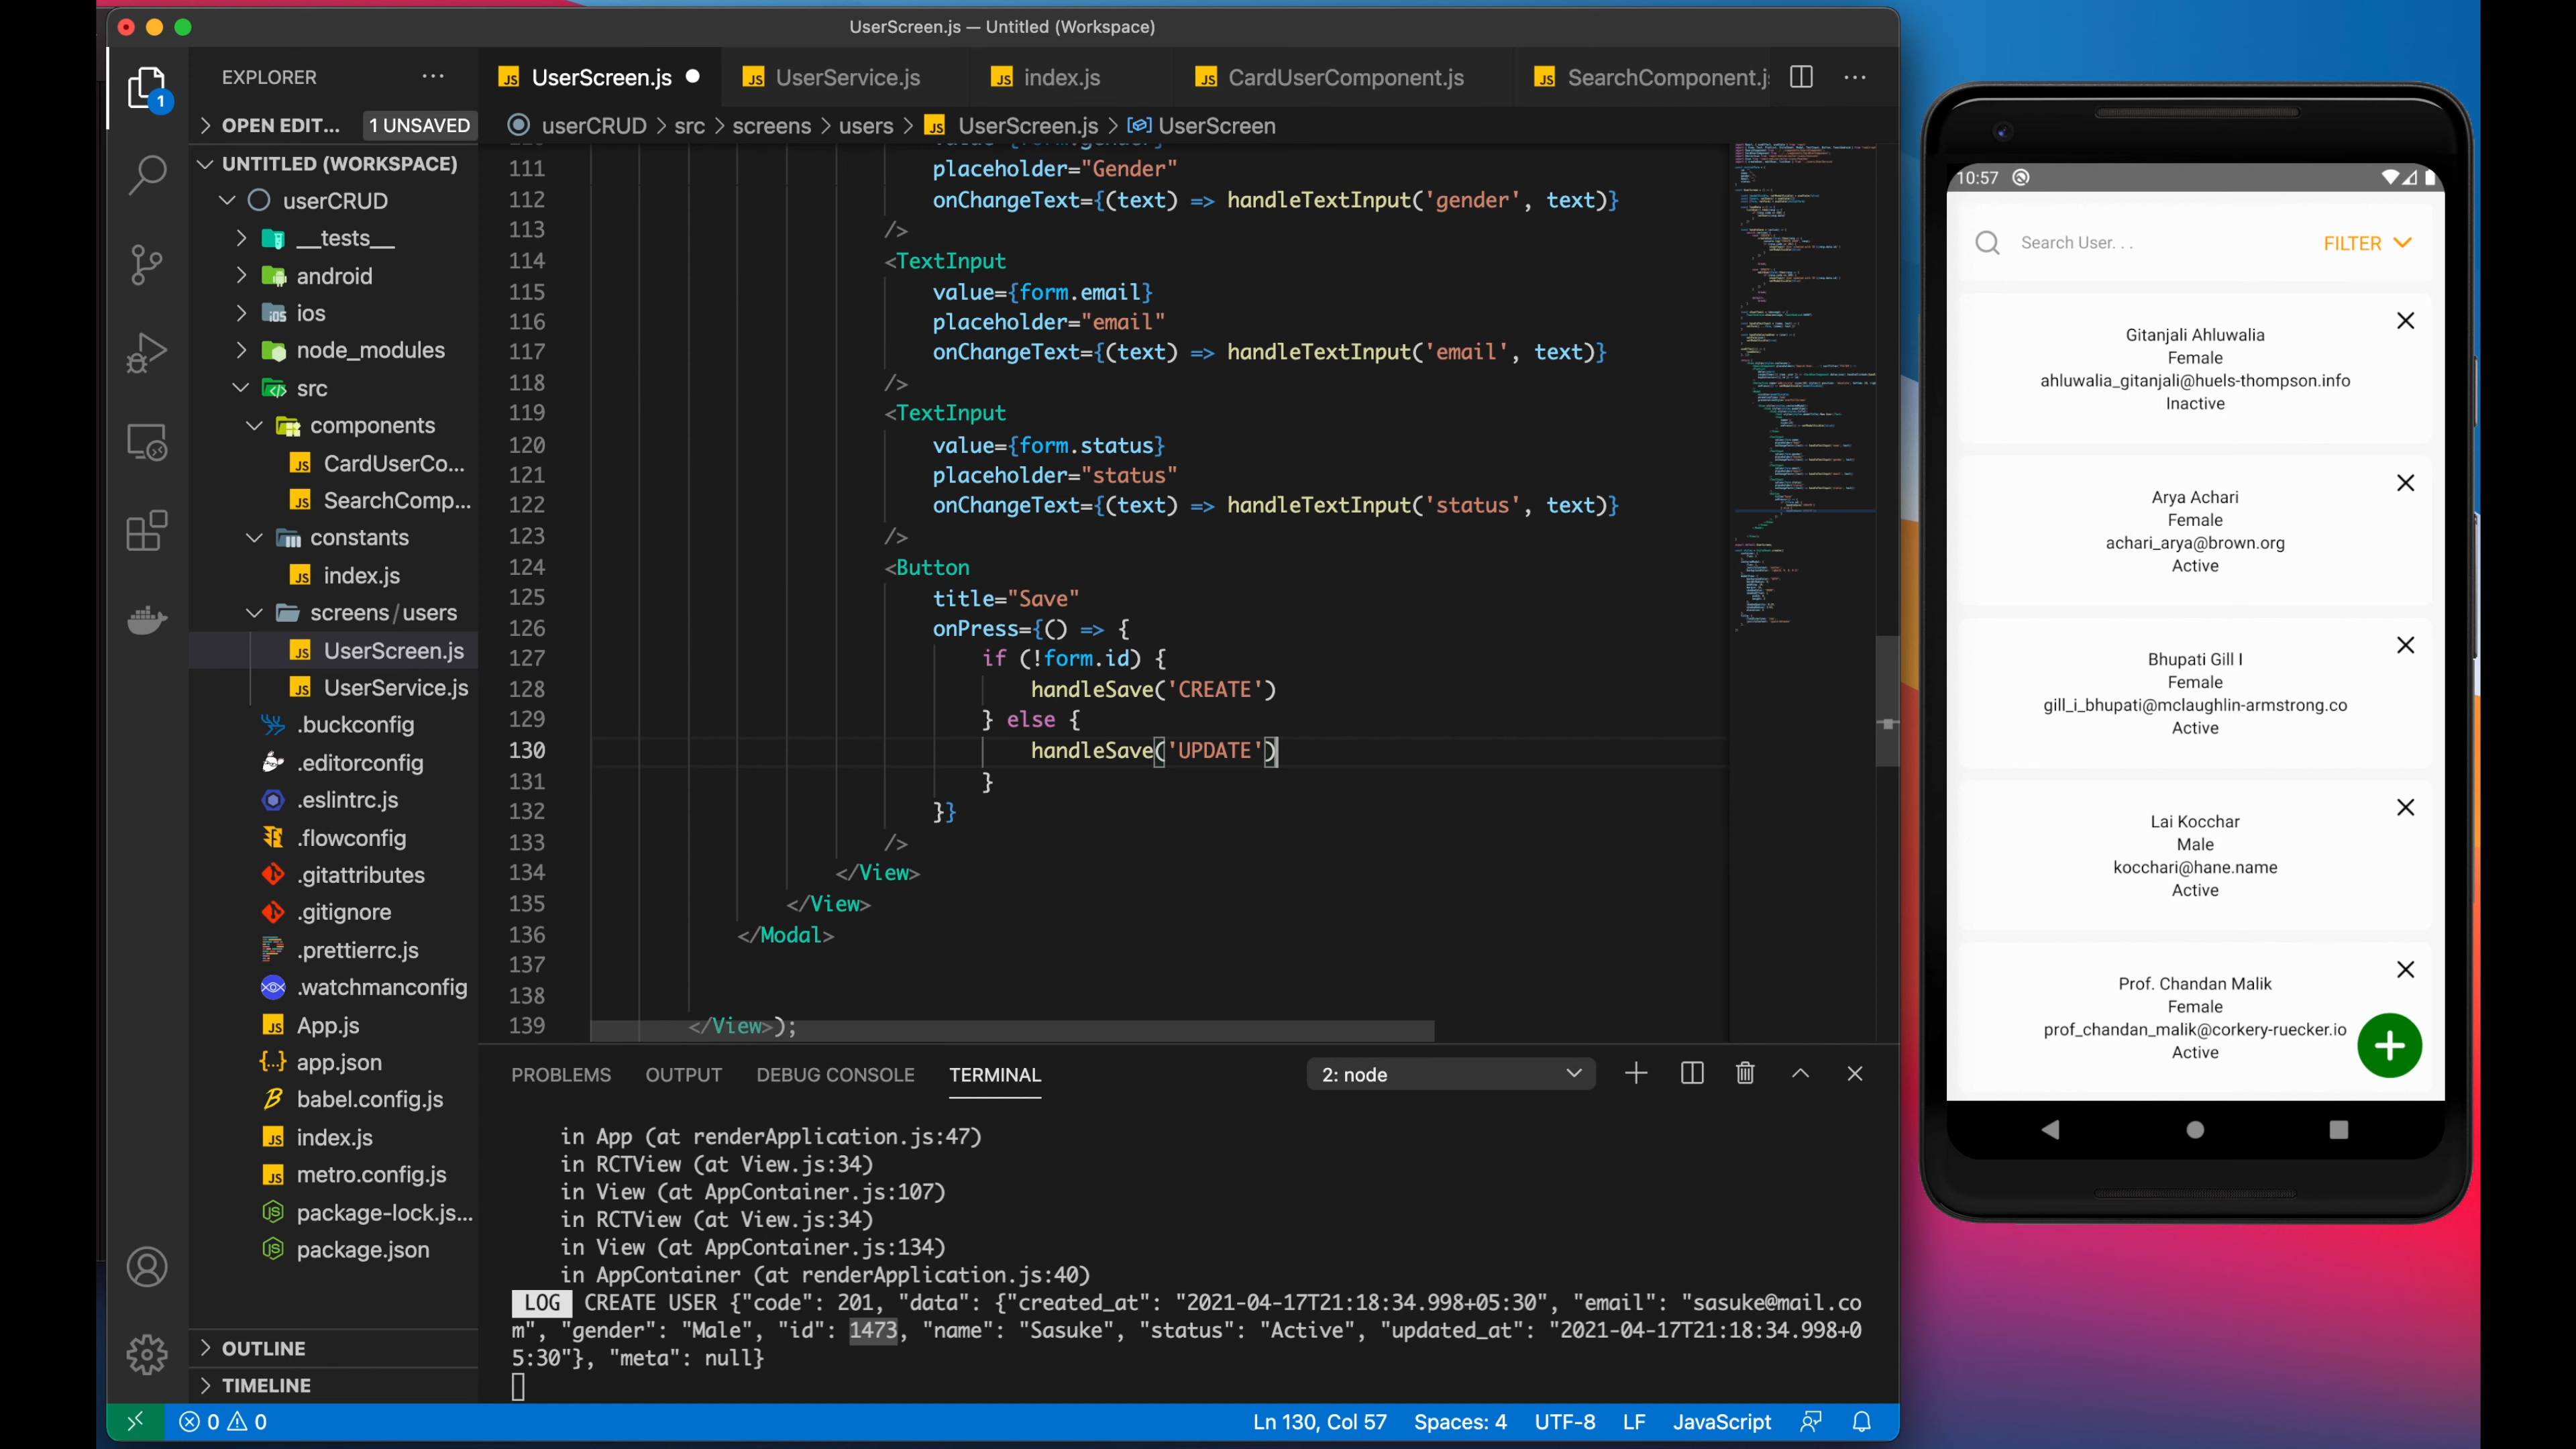 UserScreen.js — Untitled (Workspace)
EXPLORER
OPEN EDIT...
1 UNSAVED
UNTITLED (WORKSPACE)
userCRUD
__tests__
android
ios
node_modules
src
components
CardUserCo...
SearchComp...
constants
index.js
screens/users
UserScreen.js
UserService.js
.buckconfig
.editorconfig
.eslintrc.js
.flowconfig
.gitattributes
.gitignore
.prettierrc.js
.watchmanconfig
App.js
app.json
babel.config.js
index.js
metro.config.js
package-lock.js...
package.json
OUTLINE
TIMELINE
UserScreen.js
UserService.js
index.js
CardUserComponent.js
SearchComponent.js
userCRUD > src > screens > users > UserScreen.js > UserScreen
111 placeholder="Gender"
112 onChangeText={(text) => handleTextInput('gender', text)}
113 />
114 <TextInput
115 value={form.email}
116 placeholder="email"
117 onChangeText={(text) => handleTextInput('email', text)}
118 />
119 <TextInput
120 value={form.status}
121 placeholder="status"
122 onChangeText={(text) => handleTextInput('status', text)}
123 />
124 <Button
125 title="Save"
126 onPress={() => {
127 if (!form.id) {
128 handleSave('CREATE')
129 } else {
130 handleSave('UPDATE')
131 }
132 }}
133 />
134 </View>
135 </View>
136 </Modal>
137
138
139 </View>);
PROBLEMS
OUTPUT
DEBUG CONSOLE
TERMINAL
2: node
in App (at renderApplication.js:47)
in RCTView (at View.js:34)
in View (at AppContainer.js:107)
in RCTView (at View.js:34)
in View (at AppContainer.js:134)
in AppContainer (at renderApplication.js:40)
LOG CREATE USER {"code": 201, "data": {"created_at": "2021-04-17T21:18:34.998+05:30", "email": "sasuke@mail.co
m", "gender": "Male", "id": 1473, "name": "Sasuke", "status": "Active", "updated_at": "2021-04-17T21:18:34.998+0
5:30"}, "meta": null}
0 0
Ln 130, Col 57
Spaces: 4
UTF-8
LF
JavaScript
10:57
Search User. . .
FILTER
Gitanjali Ahluwalia
Female
ahluwalia_gitanjali@huels-thompson.info
Inactive
Arya Achari
Female
achari_arya@brown.org
Active
Bhupati Gill I
Female
gill_i_bhupati@mclaughlin-armstrong.co
Active
Lai Kocchar
Male
kocchari@hane.name
Active
Prof. Chandan Malik
Female
prof_chandan_malik@corkery-ruecker.io
Active